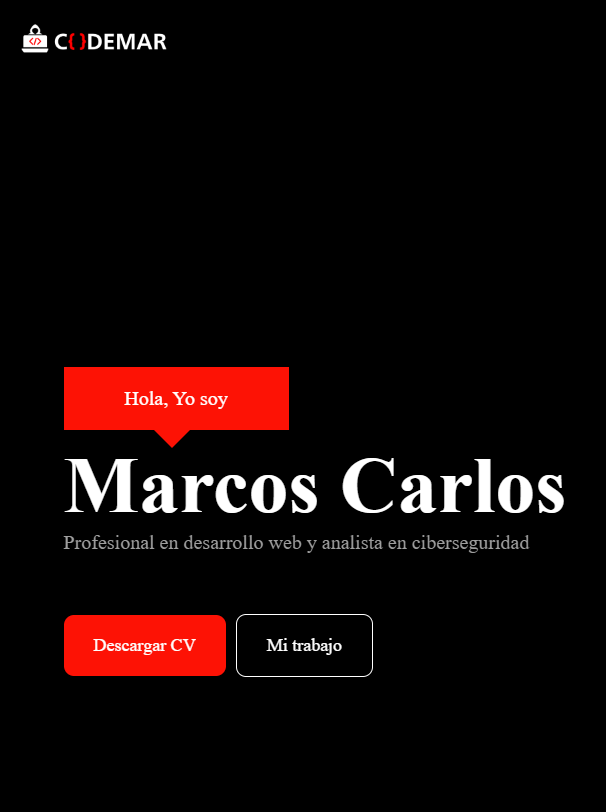 C{}DEMAR
Hola, Yo soy
Marcos Carlos
Profesional en desarrollo web y analista en ciberseguridad
Descargar CV
Mi trabajo